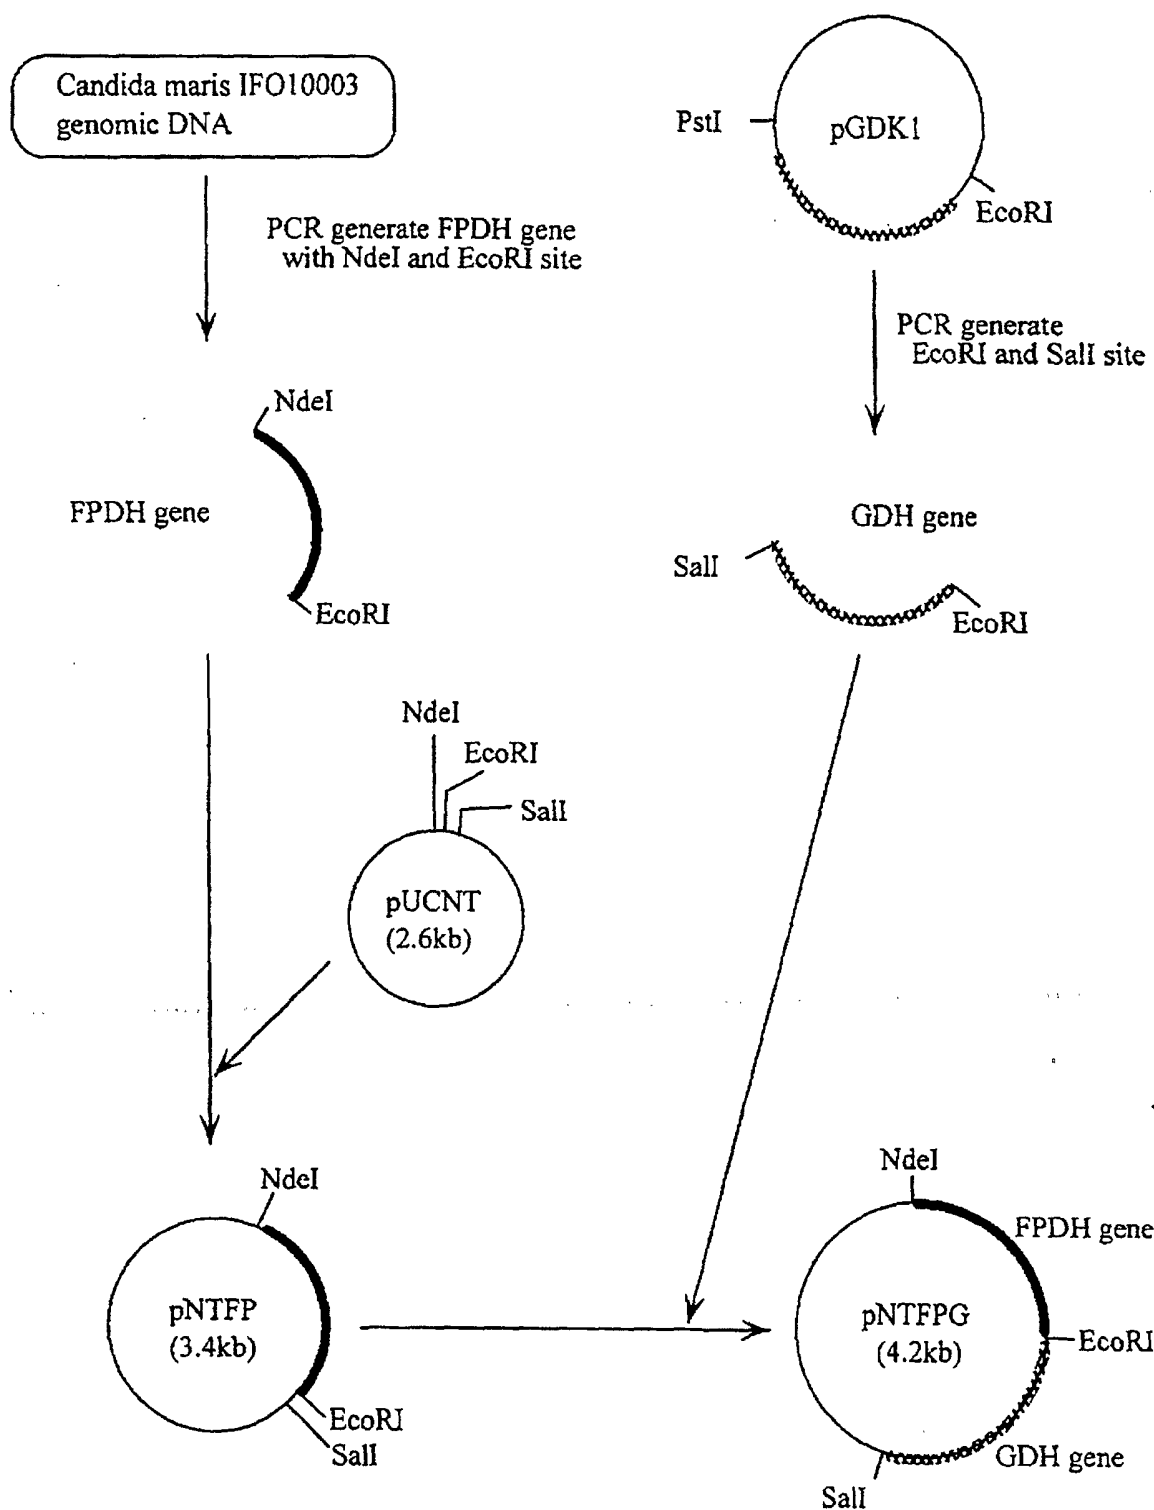 Candida maris IFO10003
genomic DNA
PstI
pGDK1
EcoRI
PCR generate FPDH gene
with NdeI and EcoRI site
PCR generate
EcoRI and SalI site
NdeI
FPDH gene
EcoRI
GDH gene
SalI
EcoRI
NdeI
EcoRI
SalI
pUCNT
(2.6kb)
NdeI
pNTFP
(3.4kb)
EcoRI
SalI
NdeI
FPDH gene
pNTFPG
(4.2kb)
EcoRI
GDH gene
SalI